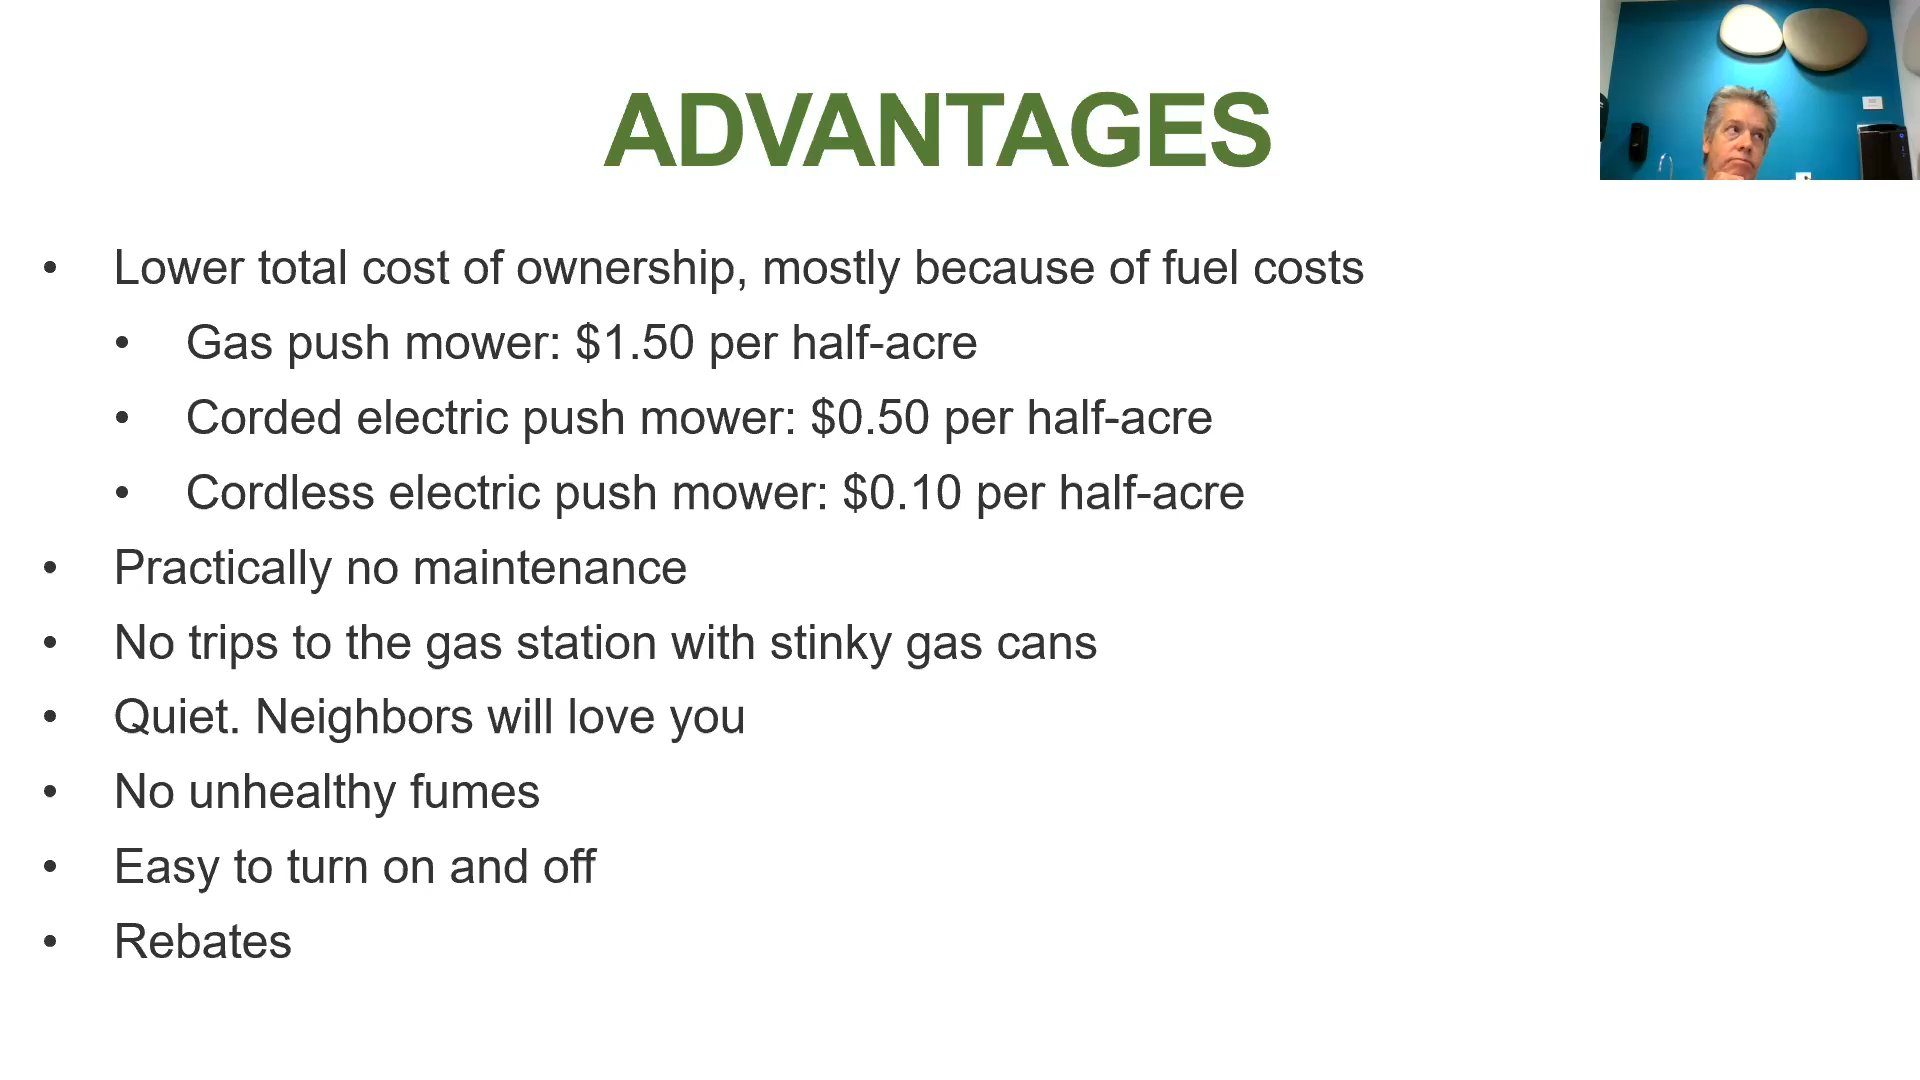 ADVANTAGES
• Lower total cost of ownership, mostly because of fuel costs
• Gas push mower: $1.50 per half-acre
• Corded electric push mower: $0.50 per half-acre
• Cordless electric push mower: $0.10 per half-acre
• Practically no maintenance
• No trips to the gas station with stinky gas cans
• Quiet. Neighbors will love you
• No unhealthy fumes
• Easy to turn on and off
• Rebates